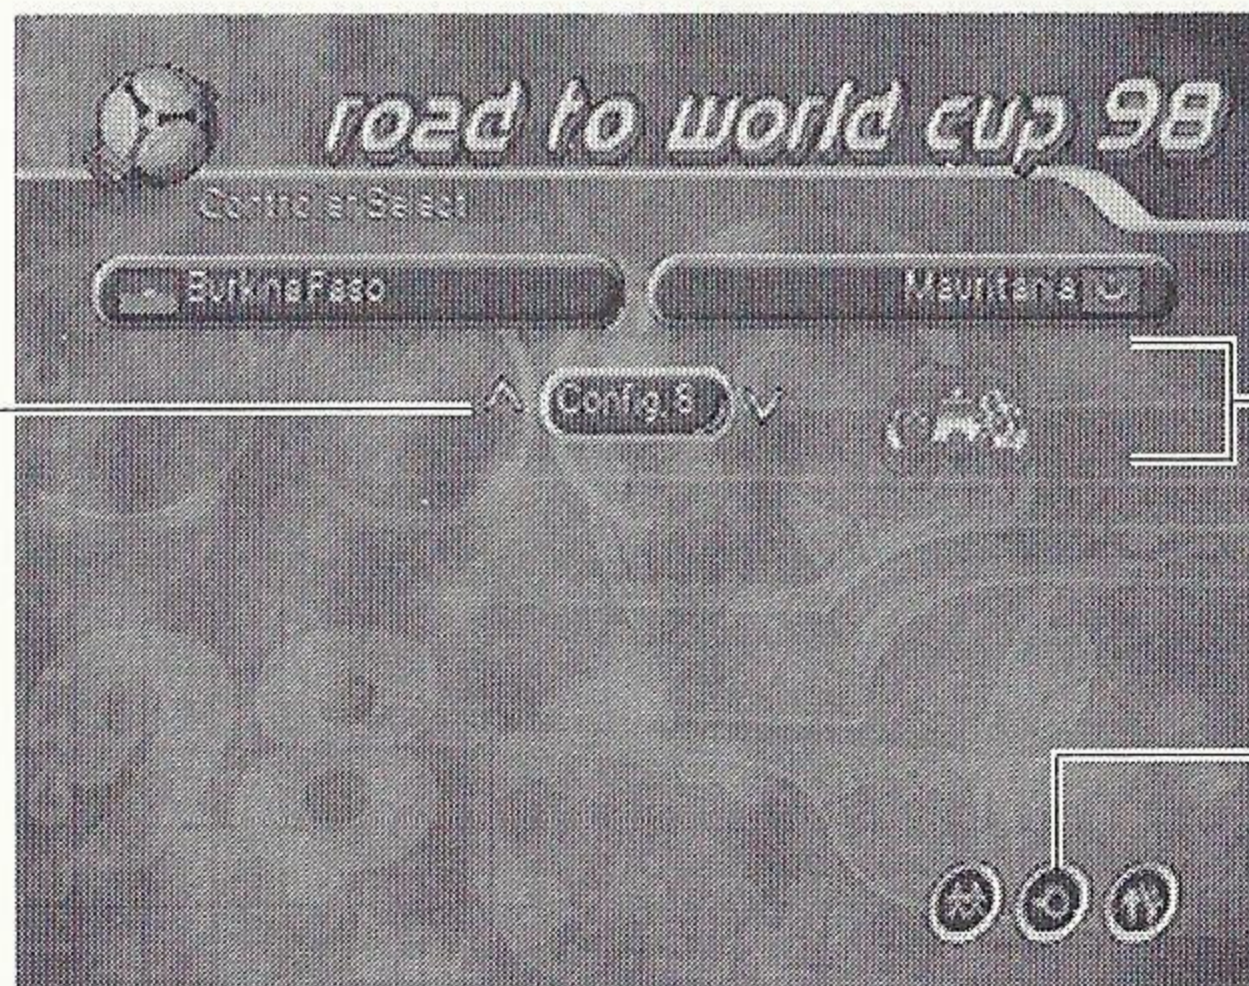 road to world cup 98
Controller Select
Burkina Faso
Mauritania
Config. 8